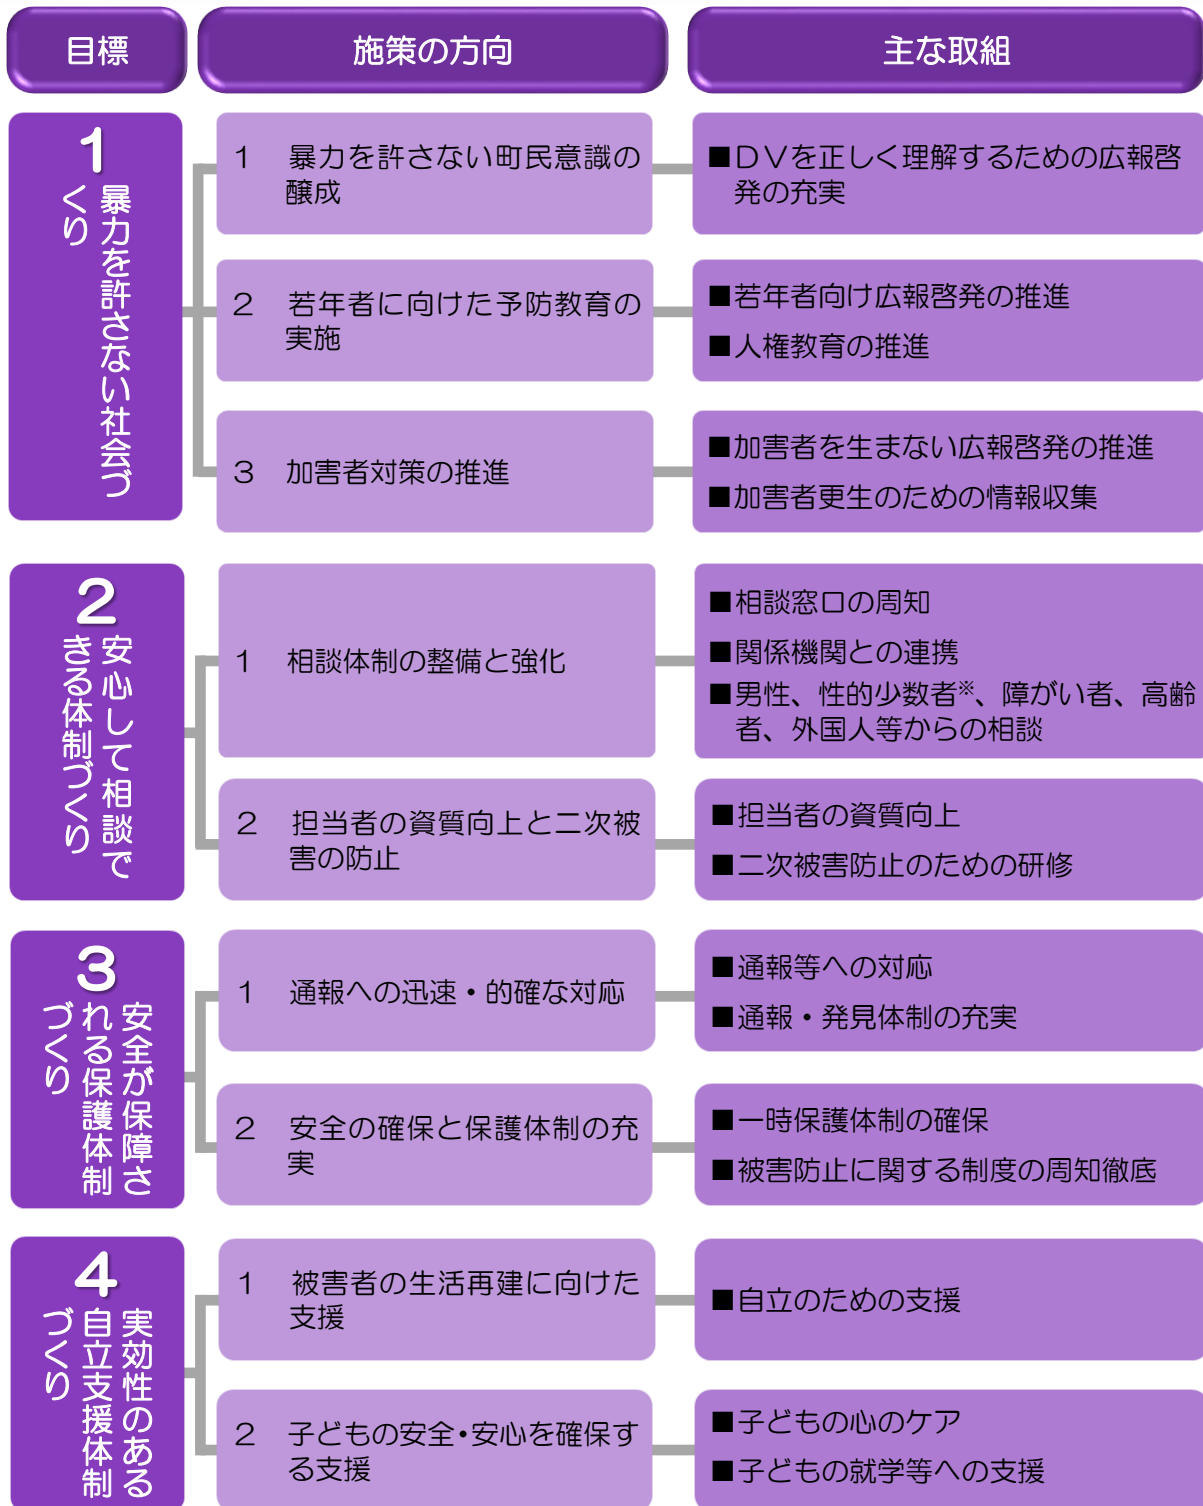 目標
施策の方向
主な取組
1
暴力を許さない社会づ
くり
1 暴力を許さない町民意識の
醸成
■ＤＶを正しく理解するための広報啓
発の充実
2 若年者に向けた予防教育の
実施
■若年者向け広報啓発の推進
■人権教育の推進
3 加害者対策の推進
■加害者を生まない広報啓発の推進
■加害者更生のための情報収集
2
安心して相談で
きる体制づくり
1 相談体制の整備と強化
■相談窓口の周知
■関係機関との連携
■男性、性的少数者※、障がい者、高齢
者、外国人等からの相談
2 担当者の資質向上と二次被
害の防止
■担当者の資質向上
■二次被害防止のための研修
3
安全が保障さ
れる保護体制
づくり
1 通報への迅速・的確な対応
■通報等への対応
■通報・発見体制の充実
2 安全の確保と保護体制の充
実
■一時保護体制の確保
■被害防止に関する制度の周知徹底
4
実効性のある
自立支援体制
づくり
1 被害者の生活再建に向けた
支援
■自立のための支援
2 子どもの安全・安心を確保す
る支援
■子どもの心のケア
■子どもの就学等への支援